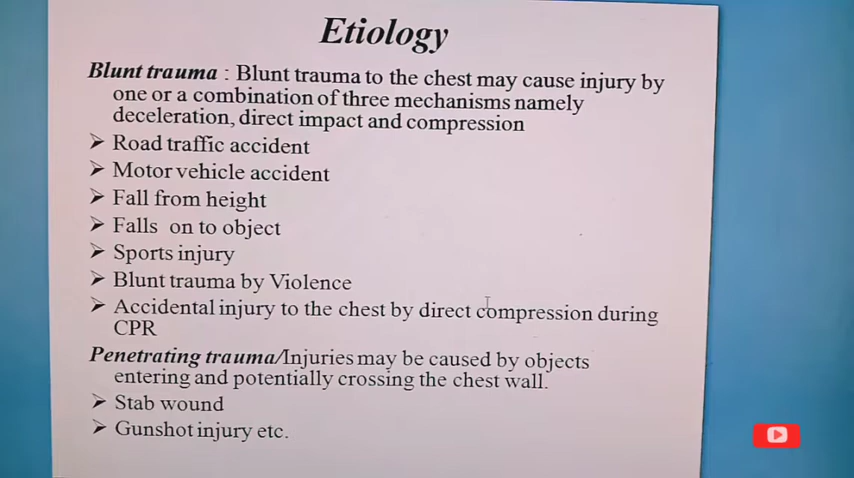 Etiology
Blunt trauma : Blunt trauma to the chest may cause injury by
one or a combination of three mechanisms namely
deceleration, direct impact and compression
➢ Road traffic accident
➢ Motor vehicle accident
➢ Fall from height
➢ Falls on to object
➢ Sports injury
➢ Blunt trauma by Violence
➢ Accidental injury to the chest by direct compression during
CPR
Penetrating trauma/Injuries may be caused by objects
entering and potentially crossing the chest wall.
➢ Stab wound
➢ Gunshot injury etc.